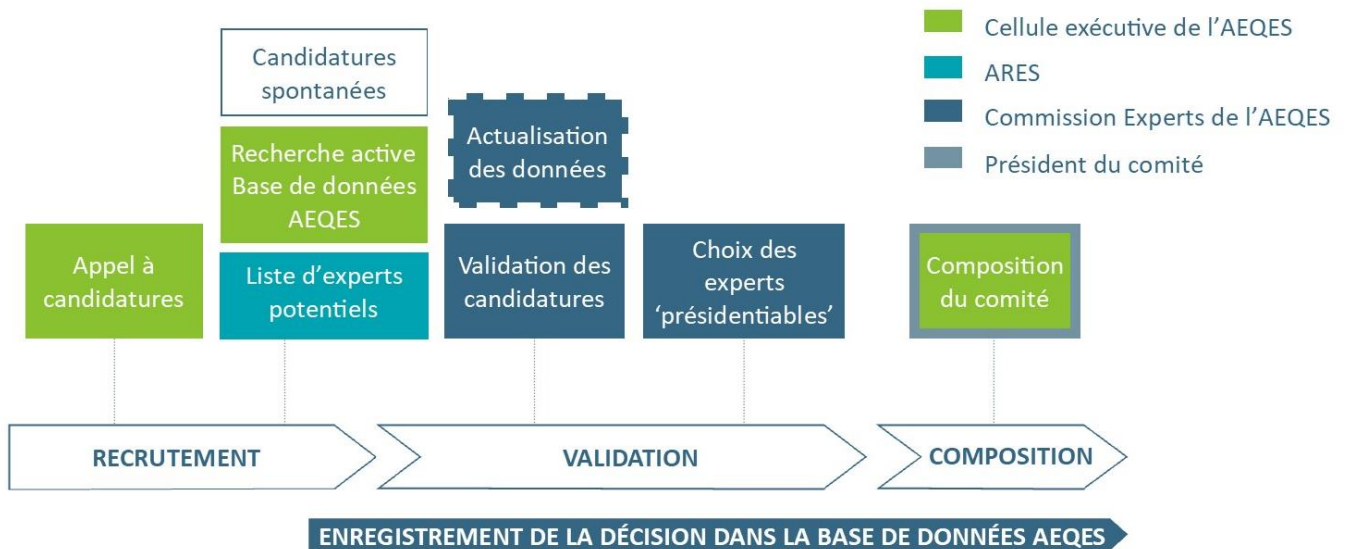 Candidatures
spontanées
Recherche active
Base de données
AEQES
Appel à
candidatures
Liste d'experts
potentiels
Actualisation
des données
Validation des
candidatures
Choix des
experts
‘présidentiables’
Composition
du comité
Cellule exécutive de l'AEQES
ARES
Commission Experts de l'AEQES
Président du comité
RECRUTEMENT
VALIDATION
COMPOSITION
ENREGISTREMENT DE LA DÉCISION DANS LA BASE DE DONNÉES AEQES